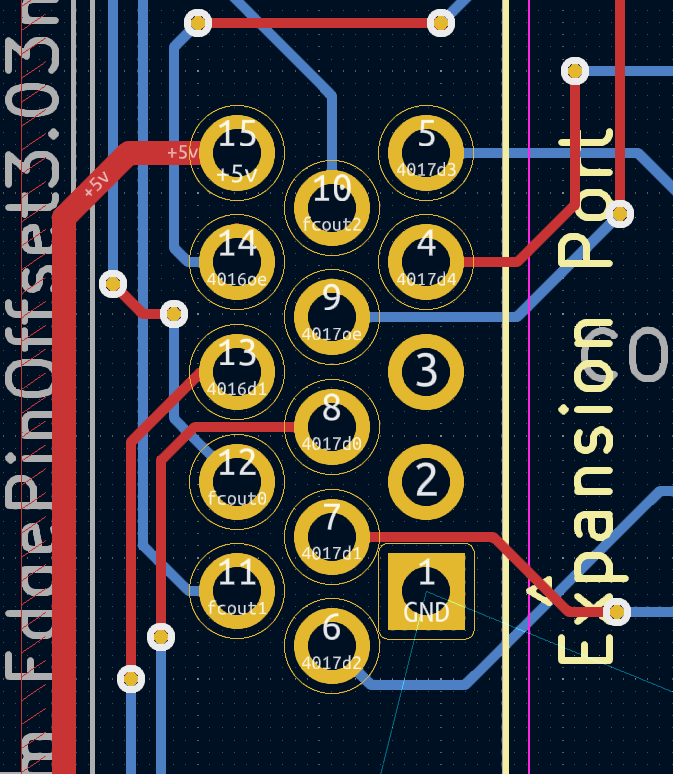 15
+5v
+5v
+5v
5
4017d3
10
fcout2
14
4016oe
4
4017d4
9
4017oe
13
4016d1
3
8
4017d0
12
fcout0
2
7
4017d1
11
fcout1
1
GND
6
4017d2
Expansion Port
EdgePinOffset3.03m
CO